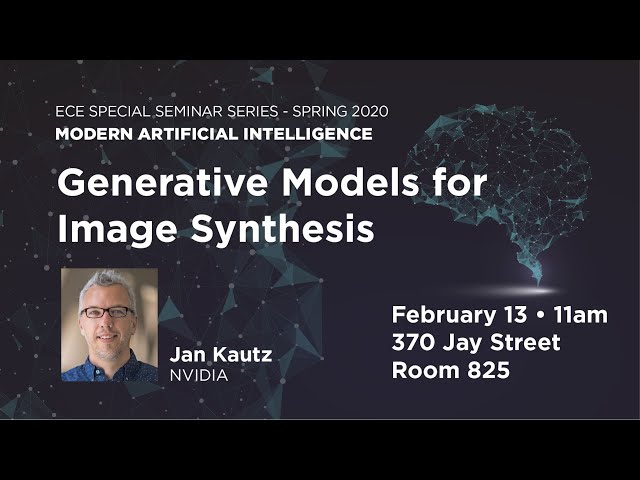 ECE SPECIAL SEMINAR SERIES - SPRING 2020
MODERN ARTIFICIAL INTELLIGENCE
Generative Models for
Image Synthesis
Jan Kautz
NVIDIA
February 13 • 11am
370 Jay Street
Room 825